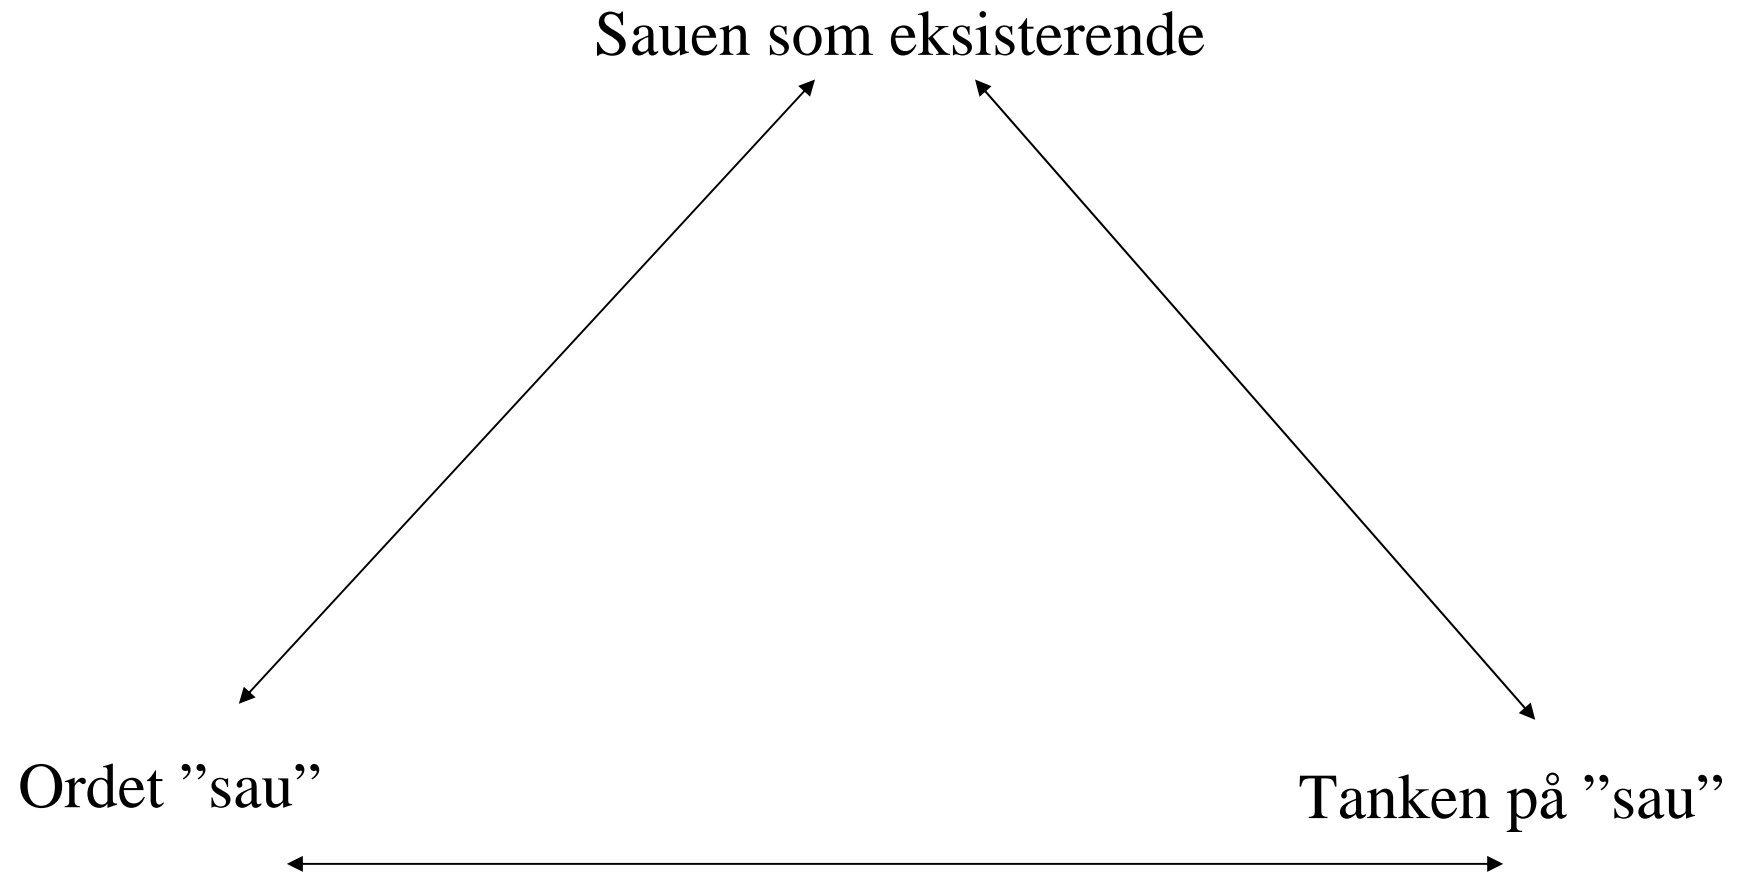 Sauen som eksisterende
Ordet ”sau”
Tanken på ”sau”